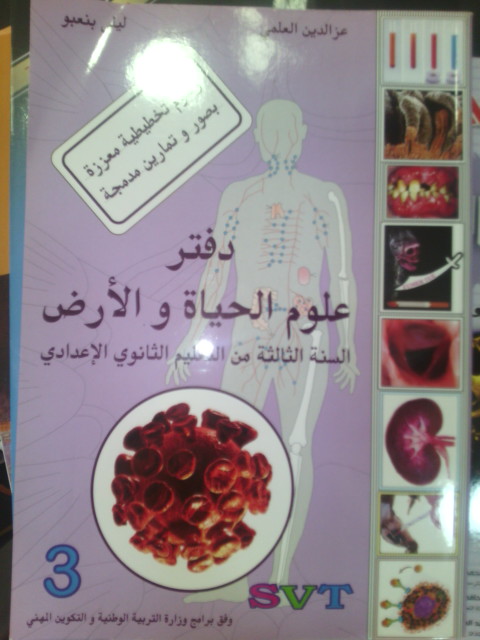 عزالدين العلمي
ليلى بنعبو
رسوم تخطيطية معززة
بصور و تمارين مدمجة
دفتر
علوم الحياة و الأرض
السنة الثالثة من التعليم الثانوي الإعدادي
3
SVT
وفق برامج وزارة التربية الوطنية و التكوين المهني